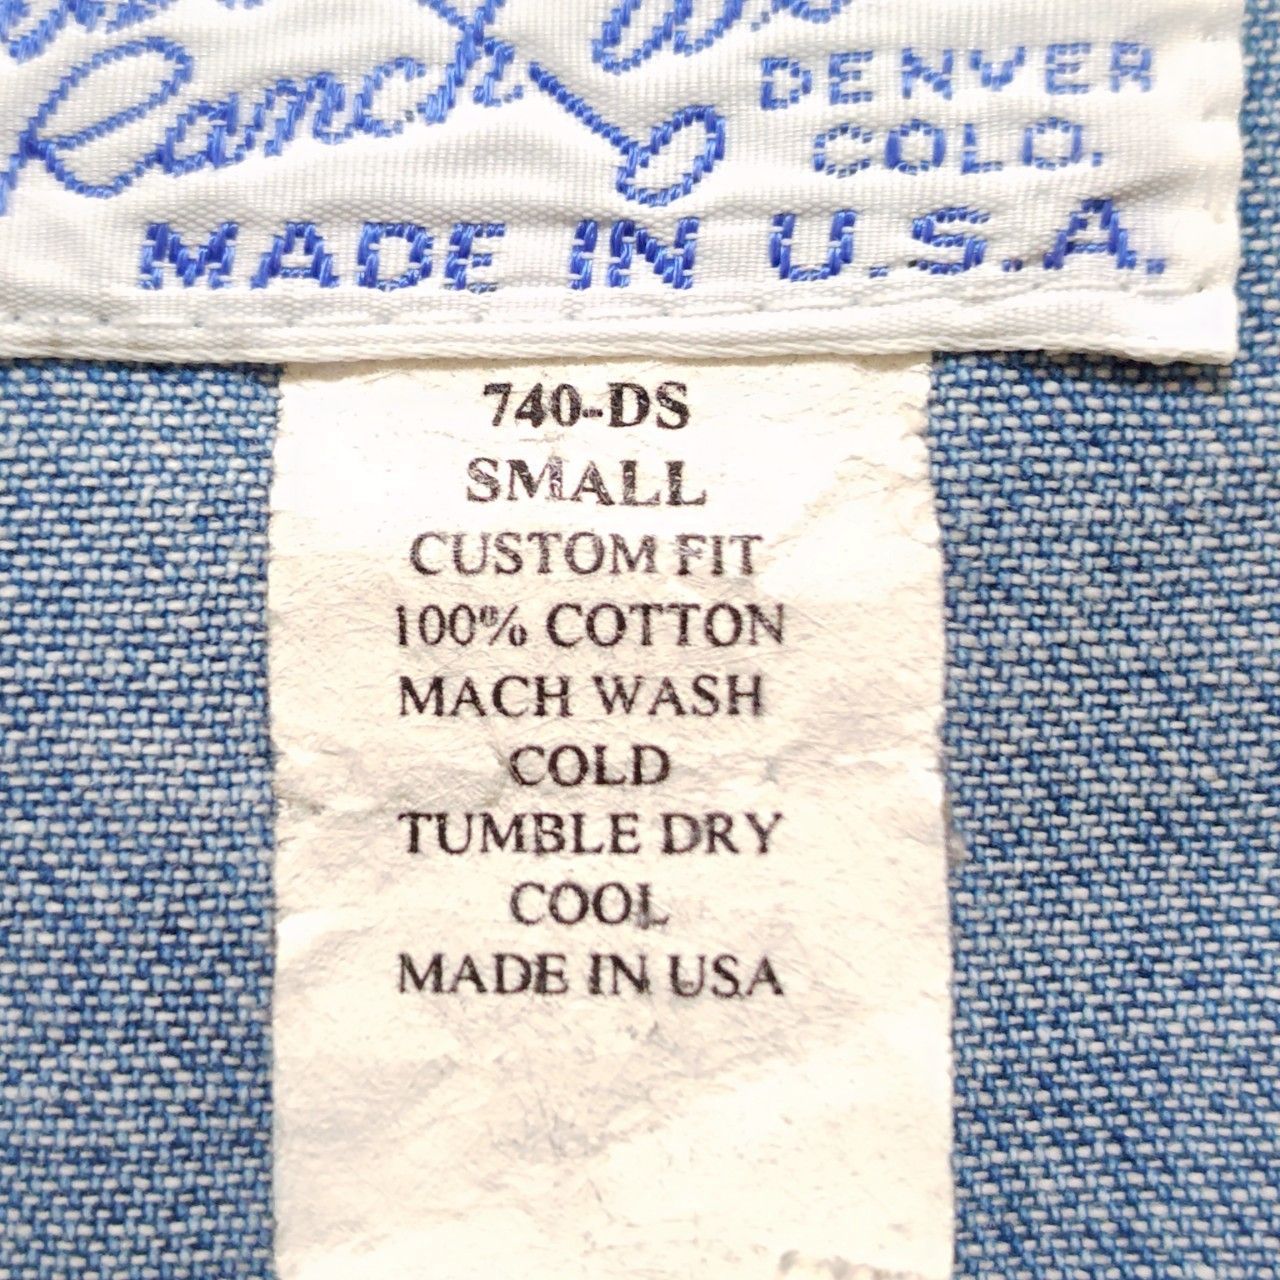 Ranch
DENVER
COLO.
MADE IN U.S.A.
740-DS
SMALL
CUSTOM FIT
100% COTTON
MACH WASH
COLD
TUMBLE DRY
COOL
MADE IN USA